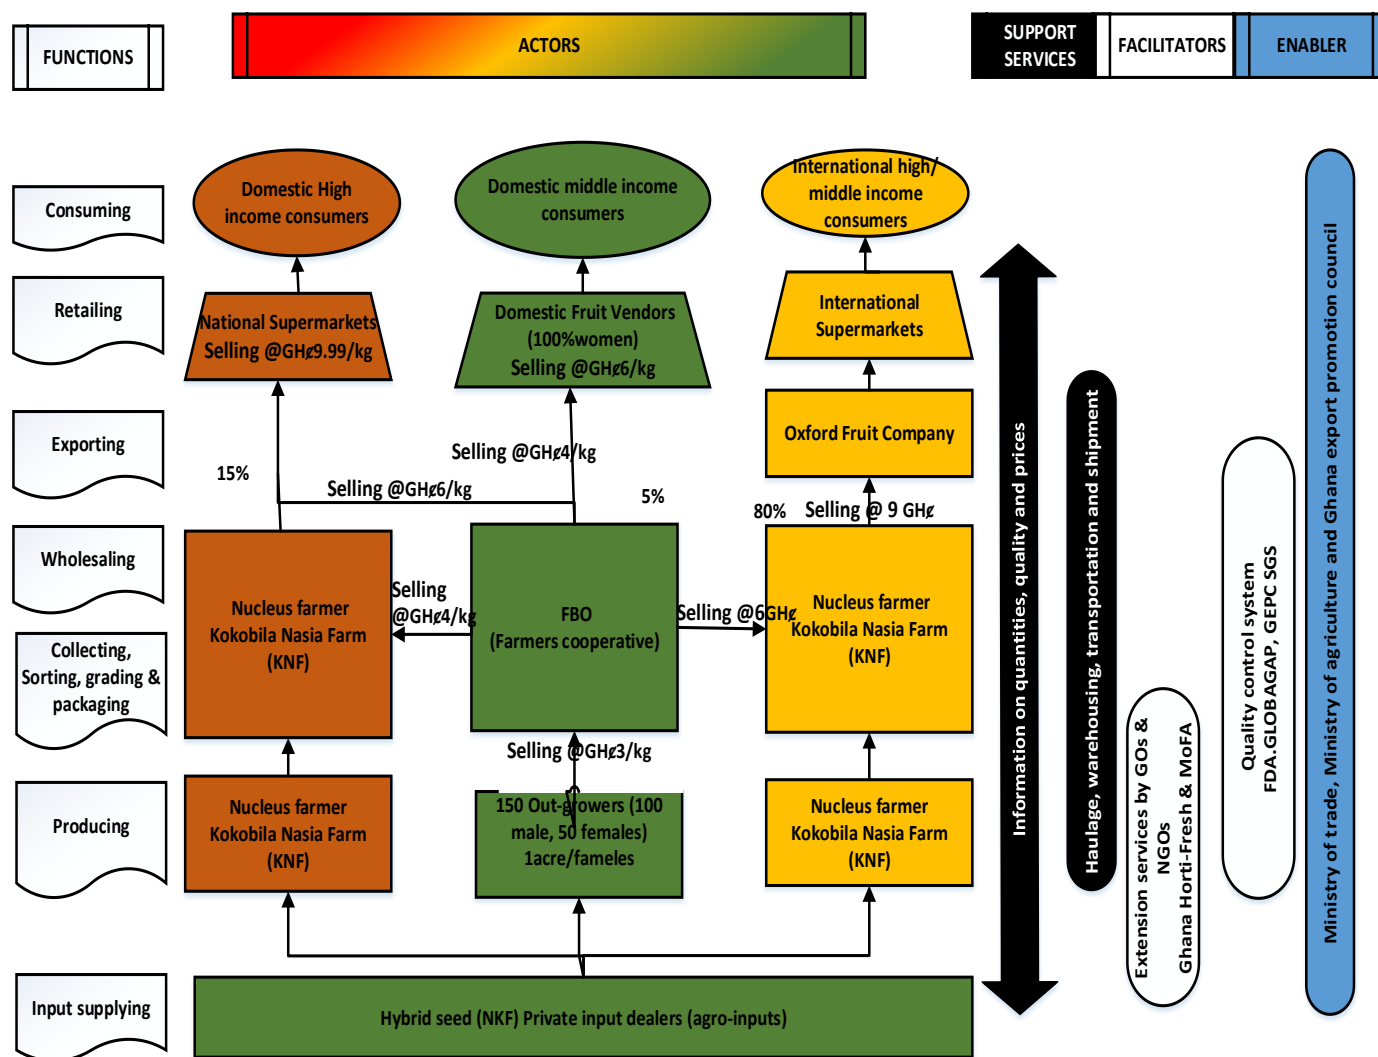 FUNCTIONS
ACTORS
SUPPORT
SERVICES
FACILITATORS
ENABLER
Consuming
Domestic High
income consumers
Domestic middle income
consumers
International high/
middle income
consumers
Retailing
National Supermarkets
Selling @GH₵9.99/kg
Domestic Fruit Vendors
(100%women)
Selling @GH₵6/kg
International
Supermarkets
Exporting
15%
Selling @GH₵4/kg
Selling @GH₵6/kg
5%
Oxford Fruit Company
80%
Selling @ 9 GH₵
Wholesaling
Collecting,
Sorting, grading &
packaging
Nucleus farmer
Kokobila Nasia Farm
(KNF)
Selling
@GH₵4/kg
FBO
(Farmers cooperative)
Selling @6GH₵
Nucleus farmer
Kokobila Nasia Farm
(KNF)
Selling @GH₵3/kg
Producing
Nucleus farmer
Kokobila Nasia Farm
(KNF)
150 Out-growers (100
male, 50 females)
1acre/fameles
Nucleus farmer
Kokobila Nasia Farm
(KNF)
Input supplying
Hybrid seed (NKF) Private input dealers (agro-inputs)
Information on quantities, quality and prices
Haulage, warehousing, transportation and shipment
Extension services by GOs &
NGOs
Ghana Horti-Fresh & MoFA
Quality control system
FDA.GLOBAGAP, GEPC SGS
Ministry of trade, Ministry of agriculture and Ghana export promotion council